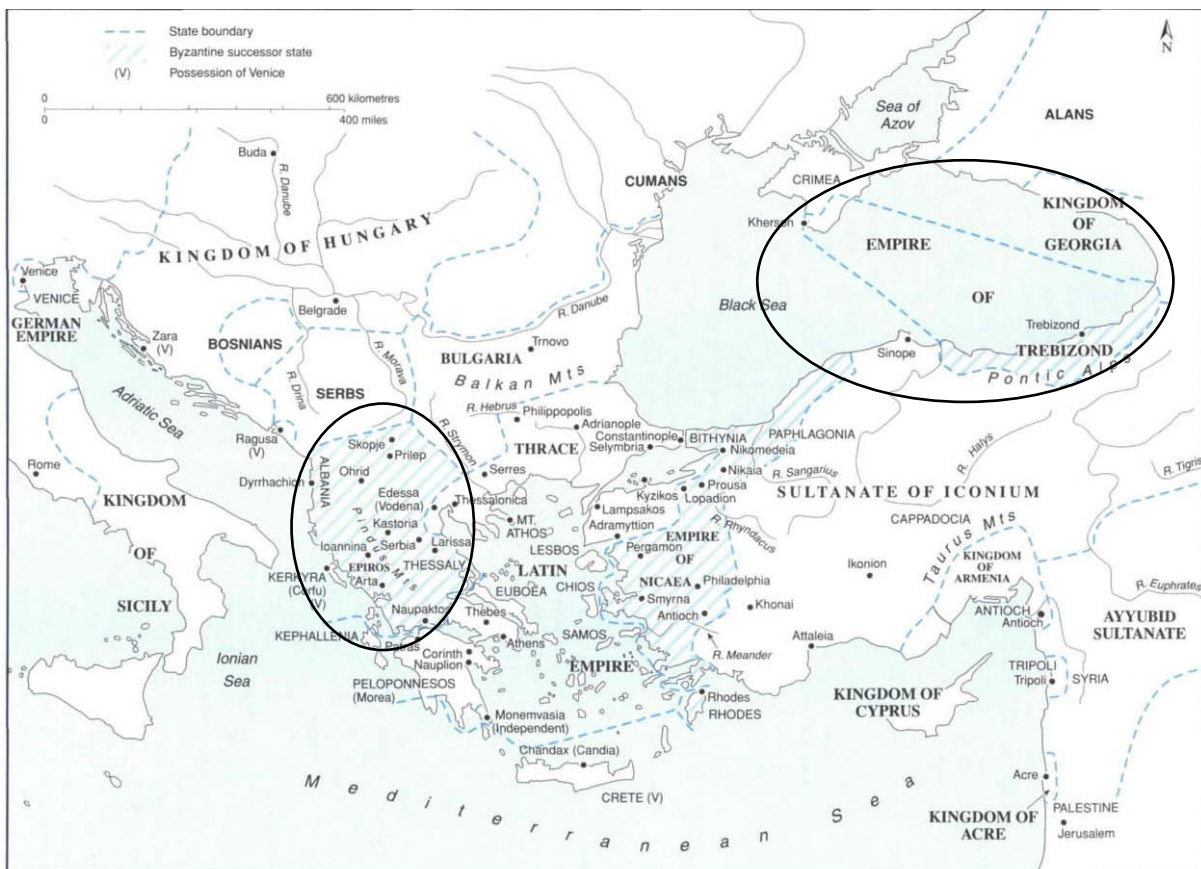 State boundary
Byzantine successor state
(V) Possession of Venice
N
0 600 kilometres
0 400 miles
Sea of
Azov
ALANS
Buda
R. Danube
CUMANS
CRIMEA
Kherson
KINGDOM
OF
GEORGIA
KINGDOM OF HUNGARY
EMPIRE
OF
TREBIZOND
Trebizond
Pontic Alps
Sinope
Black Sea
Venice
VENICE
GERMAN
EMPIRE
Zara
(V)
Belgrade
BOSNIANS
R. Drina
R. Morava
SERBS
R. Danube
Trnovo
BULGARIA
Balkan Mts
Adriatic Sea
Ragusa
(V)
R. Hebrus
Philippopolis
Adrianople
THRACE
Constantinople
Selymbria
BITHYNIA
PAPHLAGONIA
Nikomedeia
Nikaia
R. Sangarius
R. Halys
R. Tigris
Rome
Skopje
Prilep
R. Strymon
Ohrid
ALBANIA
Dyrrhachion
Serres
Edessa
(Vodena)
Thessalonica
Kyzikos
Prousa
Lopadion
SULTANATE OF ICONIUM
KINGDOM
OF
SICILY
Pindus Mts
Kastoria
Serbia
Larissa
MT.
ATHOS
Lampsakos
Adramyttion
R. Rhyndacus
CAPPADOCIA
Taurus Mts
Ioannina
EPIROS
Arta
THESSALY
LESBOS
Pergamon
EMPIRE
OF
NICAEA
Ikonion
KINGDOM
OF
ARMENIA
R. Euphrates
KERKYRA
(Corfu)
(V)
LATIN
EMPIRE
EUBOEA
CHIOS
Philadelphia
Smyrna
Khonai
Antioch
ANTIOCH
Antioch
AYYUBID
SULTANATE
Naupaktos
Thebes
KEPHALLENIA
Patras
Athens
SAMOS
R. Meander
Attaleia
Ionian
Sea
Corinth
Nauplion
TRIPOLI
Tripoli
SYRIA
PELOPONNESOS
(Morea)
Rhodes
RHODES
KINGDOM OF
CYPRUS
Monemvasia
(Independent)
Chandax (Candia)
CRETE (V)
Mediterranean Sea
Acre
KINGDOM OF
ACRE
PALESTINE
Jerusalem